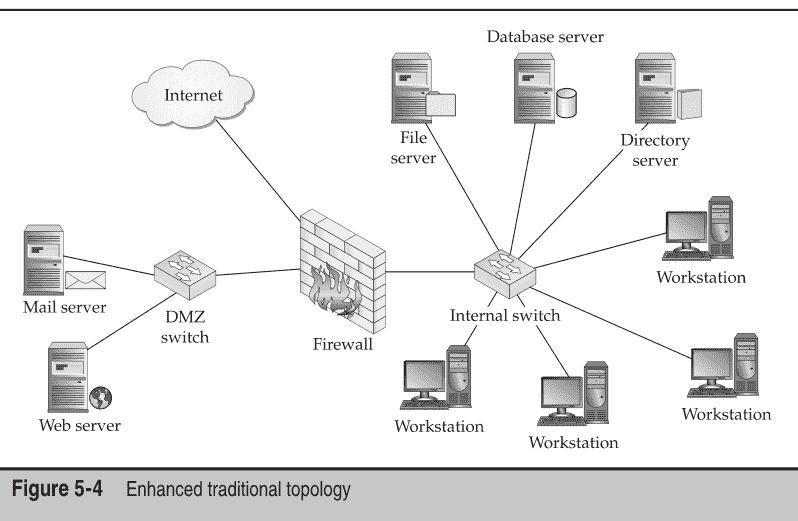 Database server
Internet
File
server
Directory
server
Workstation
Mail server
DMZ
switch
Internal switch
Firewall
Web server
Workstation
Workstation
Workstation
Figure 5-4 Enhanced traditional topology